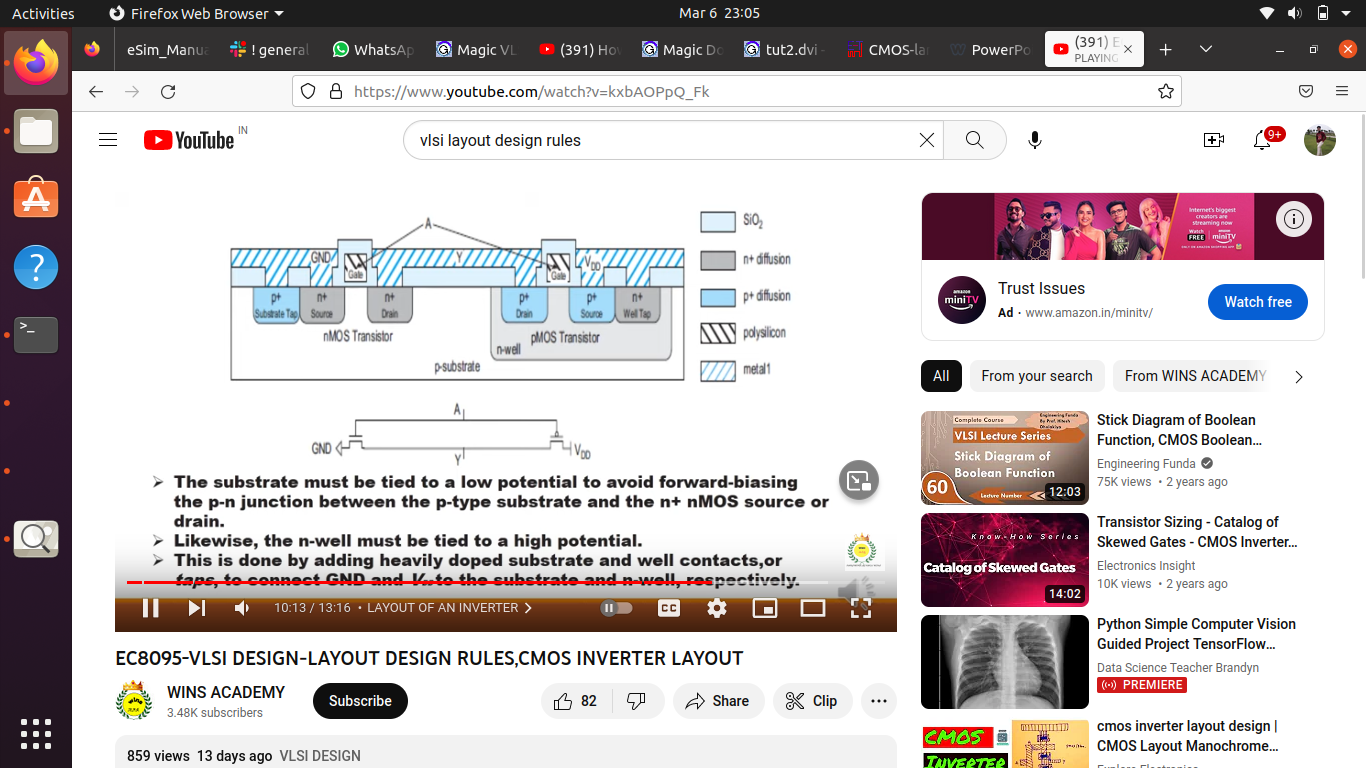 Activities
Firefox Web Browser
Mar 6 23:05
eSim_Manua
! general
WhatsAp
Magic VL
(391) Ho
Magic Do
tut2.dvi –
CMOS-la
PowerPo
(391) E
PLAYING
https://www.youtube.com/watch?v=kxbAOPpQ_Fk
YouTube IN
vlsi layout design rules
9+
A
GND
Y
VDD
Gate
Gate
p+
Substrate Tap
n+
Source
n+
Drain
p+
Drain
p+
Source
n+
Well Tap
nMOS Transistor
pMOS Transistor
n-well
p-substrate
SiO2
n+ diffusion
p+ diffusion
polysilicon
metal1
A
GND
Y
VDD
The substrate must be tied to a low potential to avoid forward-biasing
the p-n junction between the p-type substrate and the n+ nMOS source or
drain.
Likewise, the n-well must be tied to a high potential.
This is done by adding heavily doped substrate and well contacts,or
taps, to connect GND and to the substrate and n-well, respectively.
10:13 / 13:16 • LAYOUT OF AN INVERTER
CC
EC8095-VLSI DESIGN-LAYOUT DESIGN RULES,CMOS INVERTER LAYOUT
WINS ACADEMY
3.48K subscribers
Subscribe
82
Share
Clip
859 views 13 days ago VLSI DESIGN
Internet's biggest
creators are
streaming now
Watch
FREE
miniTV
amazon
miniTV
Trust Issues
Ad · www.amazon.in/minitv/
Watch free
All
From your search
From WINS ACADEMY
Complete Course
Engineering Funda
By Prof. Hitesh
Dholakiya
VLSI Lecture Series
Stick Diagram of
Boolean Function
60
Lecture Number
12:03
Stick Diagram of Boolean
Function, CMOS Boolean...
Engineering Funda
75K views • 2 years ago
Know-How Series
Catalog of Skewed Gates
14:02
Transistor Sizing - Catalog of
Skewed Gates - CMOS Inverter...
Electronics Insight
10K views • 2 years ago
Python Simple Computer Vision
Guided Project TensorFlow...
Data Science Teacher Brandyn
PREMIERE
CMOS
INVERTER
cmos inverter layout design |
CMOS Layout Manochrome...